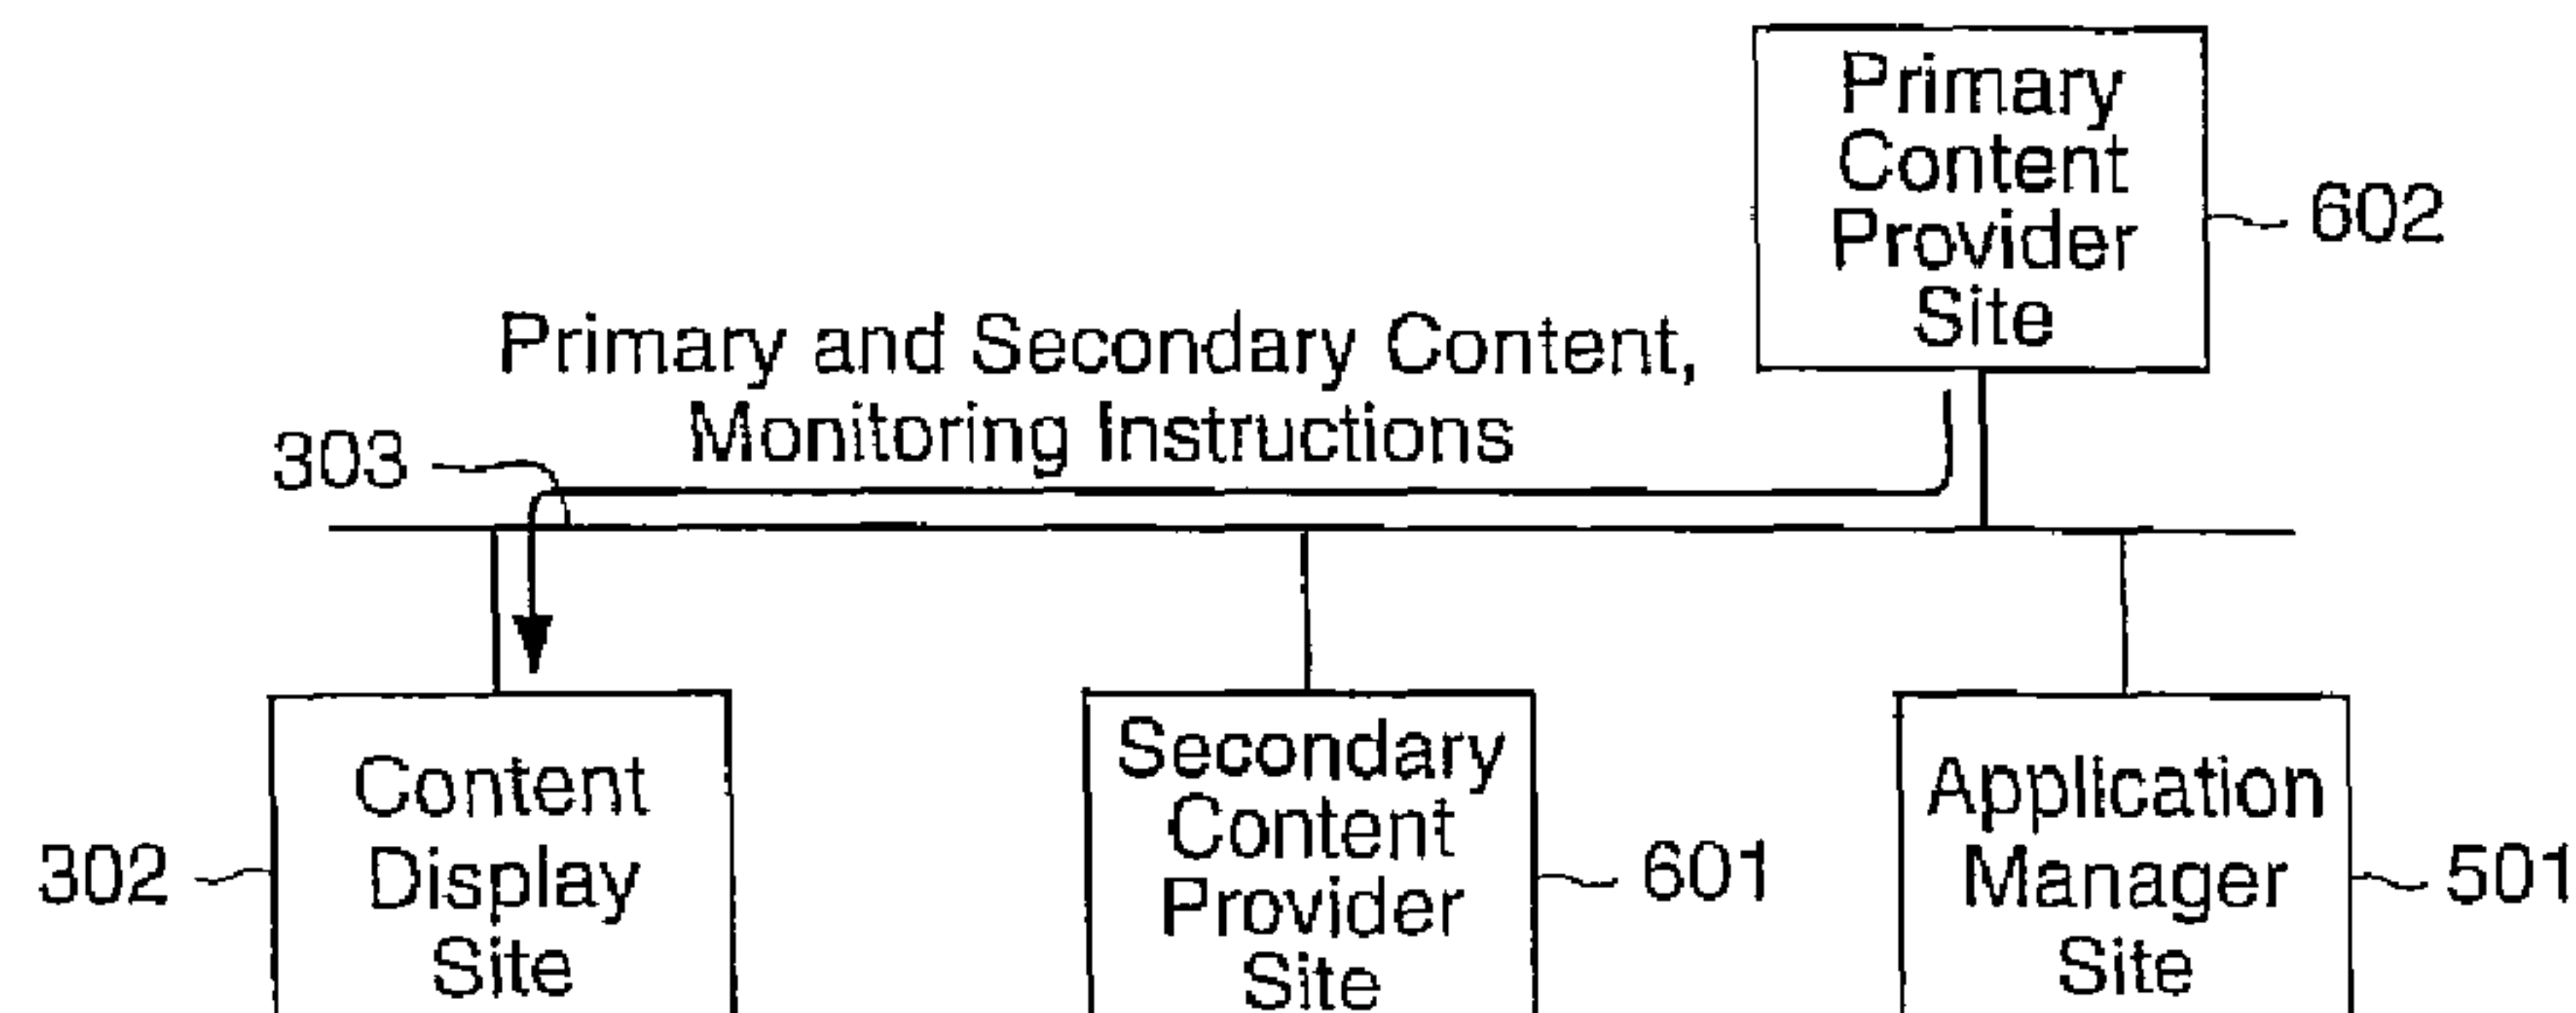 Primary
Content
Provider
Site
602
Primary and Secondary Content,
Monitoring Instructions
303
Content
Display
Site
302
Secondary
Content
Provider
Site
601
Application
Manager
Site
501